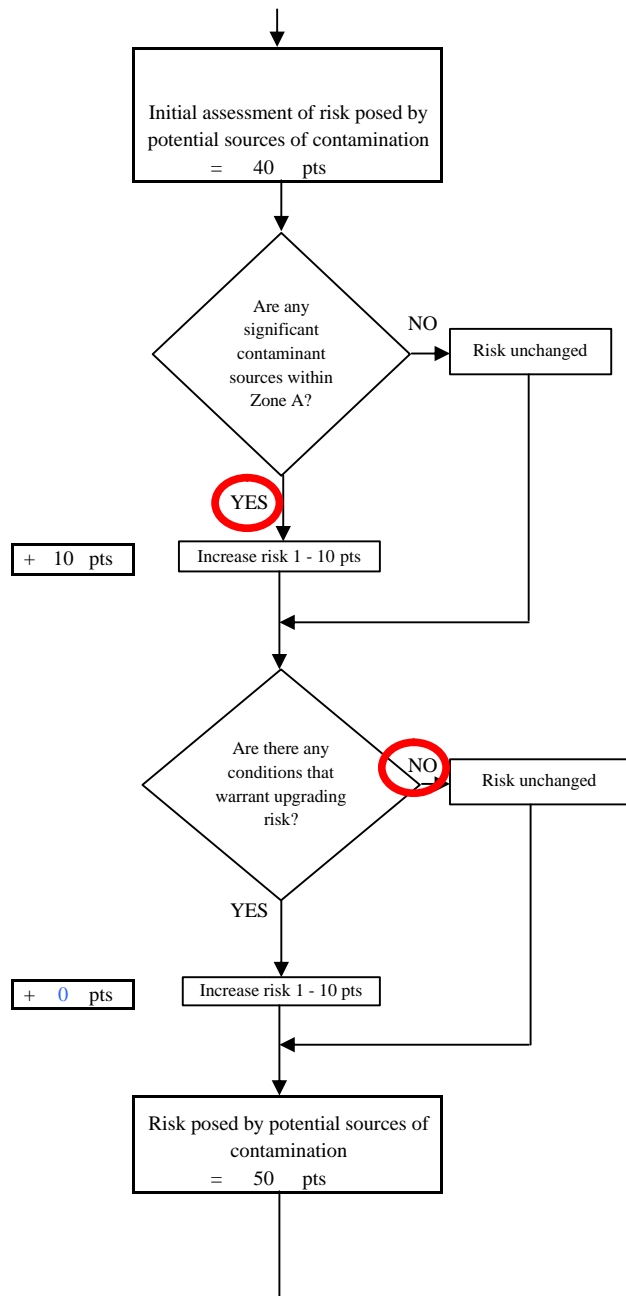 Initial assessment of risk posed by
potential sources of contamination
= 40 pts
Are any
significant
contaminant
sources within
Zone A?
NO
Risk unchanged
YES
+ 10 pts
Increase risk 1 - 10 pts
Are there any
conditions that
warrant upgrading
risk?
NO
Risk unchanged
YES
+ 0 pts
Increase risk 1 - 10 pts
Risk posed by potential sources of
contamination
= 50 pts